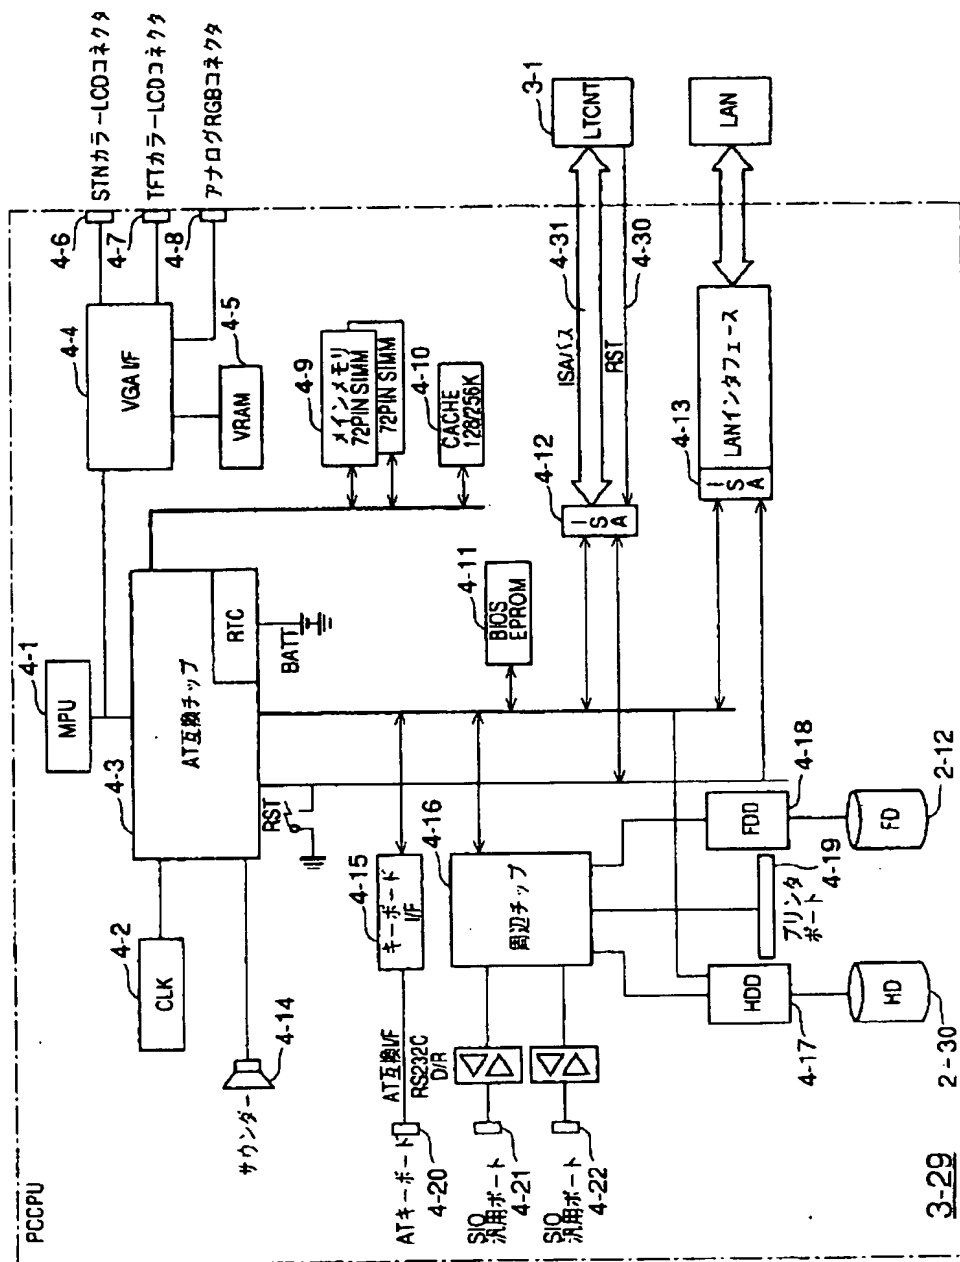 PCCPU
4-1
MPU
4-2
CLK
4-3
AT互換チップ
RTC
BATT
RST
4-14
サウンダー
4-4
VGA I/F
4-5
VRAM
4-6
STNカラーLCDコネクタ
4-7
TFTカラーLCDコネクタ
4-8
アナログRGBコネクタ
4-9
メインメモリ
72PIN SIMM
72PIN SIMM
4-10
CACHE
128/256K
4-11
BIOS
EPROM
4-12
ISA
ISAバス
4-31
RST
4-30
3-1
LTCNT
4-13
ISA
LANインタフェース
LAN
4-15
キーボード
I/F
AT互換I/F
RS232C
D/R
ATキーボード
4-20
4-16
周辺チップ
SIO
汎用ポート
4-21
SIO
汎用ポート
4-22
4-18
FDD
2-12
FD
4-19
プリンタ
ポート
HDD
4-17
HD
2-30
3-29